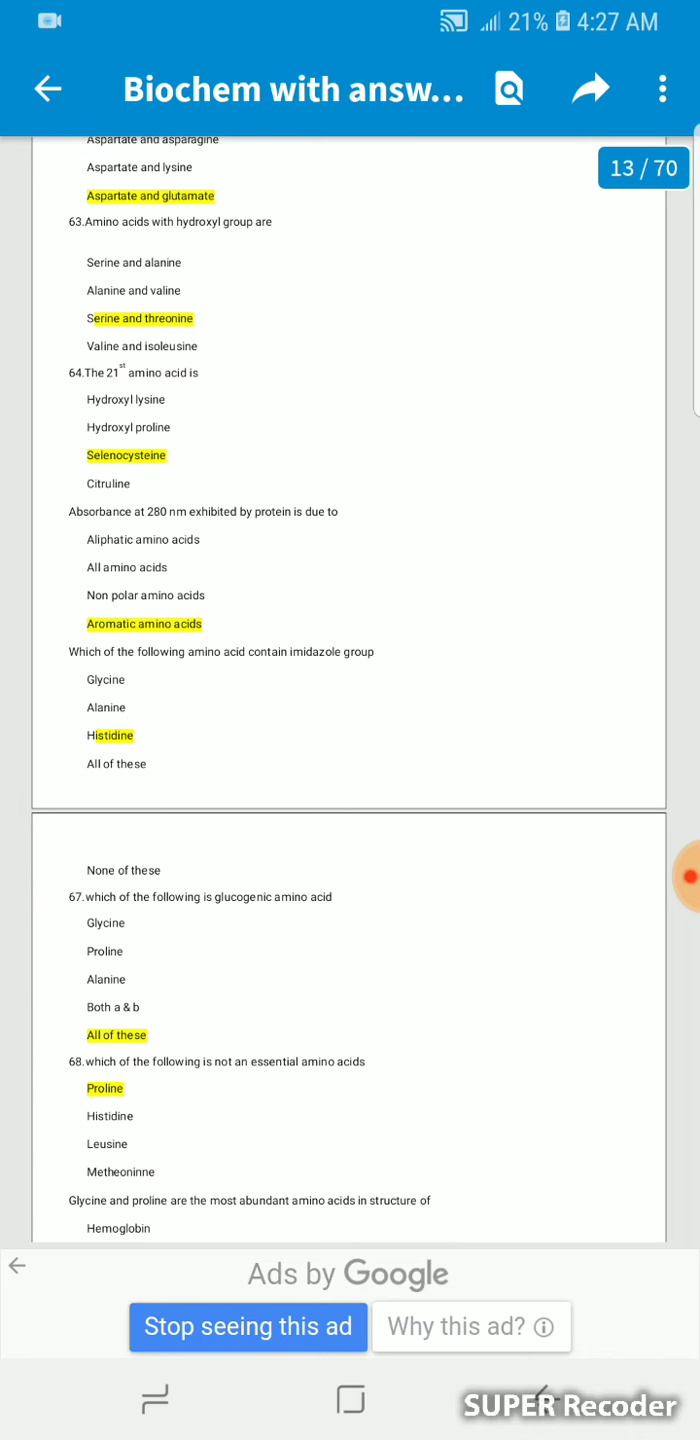 21% 4:27 AM
Biochem with answ...
Aspartate and asparagine
13 / 70
Aspartate and lysine
Aspartate and glutamate
63.Amino acids with hydroxyl group are
Serine and alanine
Alanine and valine
Serine and threonine
Valine and isoleusine
64.The 21st amino acid is
Hydroxyl lysine
Hydroxyl proline
Selenocysteine
Citruline
Absorbance at 280 nm exhibited by protein is due to
Aliphatic amino acids
All amino acids
Non polar amino acids
Aromatic amino acids
Which of the following amino acid contain imidazole group
Glycine
Alanine
Histidine
All of these
None of these
67.which of the following is glucogenic amino acid
Glycine
Proline
Alanine
Both a & b
All of these
68.which of the following is not an essential amino acids
Proline
Histidine
Leusine
Metheoninne
Glycine and proline are the most abundant amino acids in structure of
Hemoglobin
Ads by Google
Stop seeing this ad
Why this ad?
SUPER Recoder